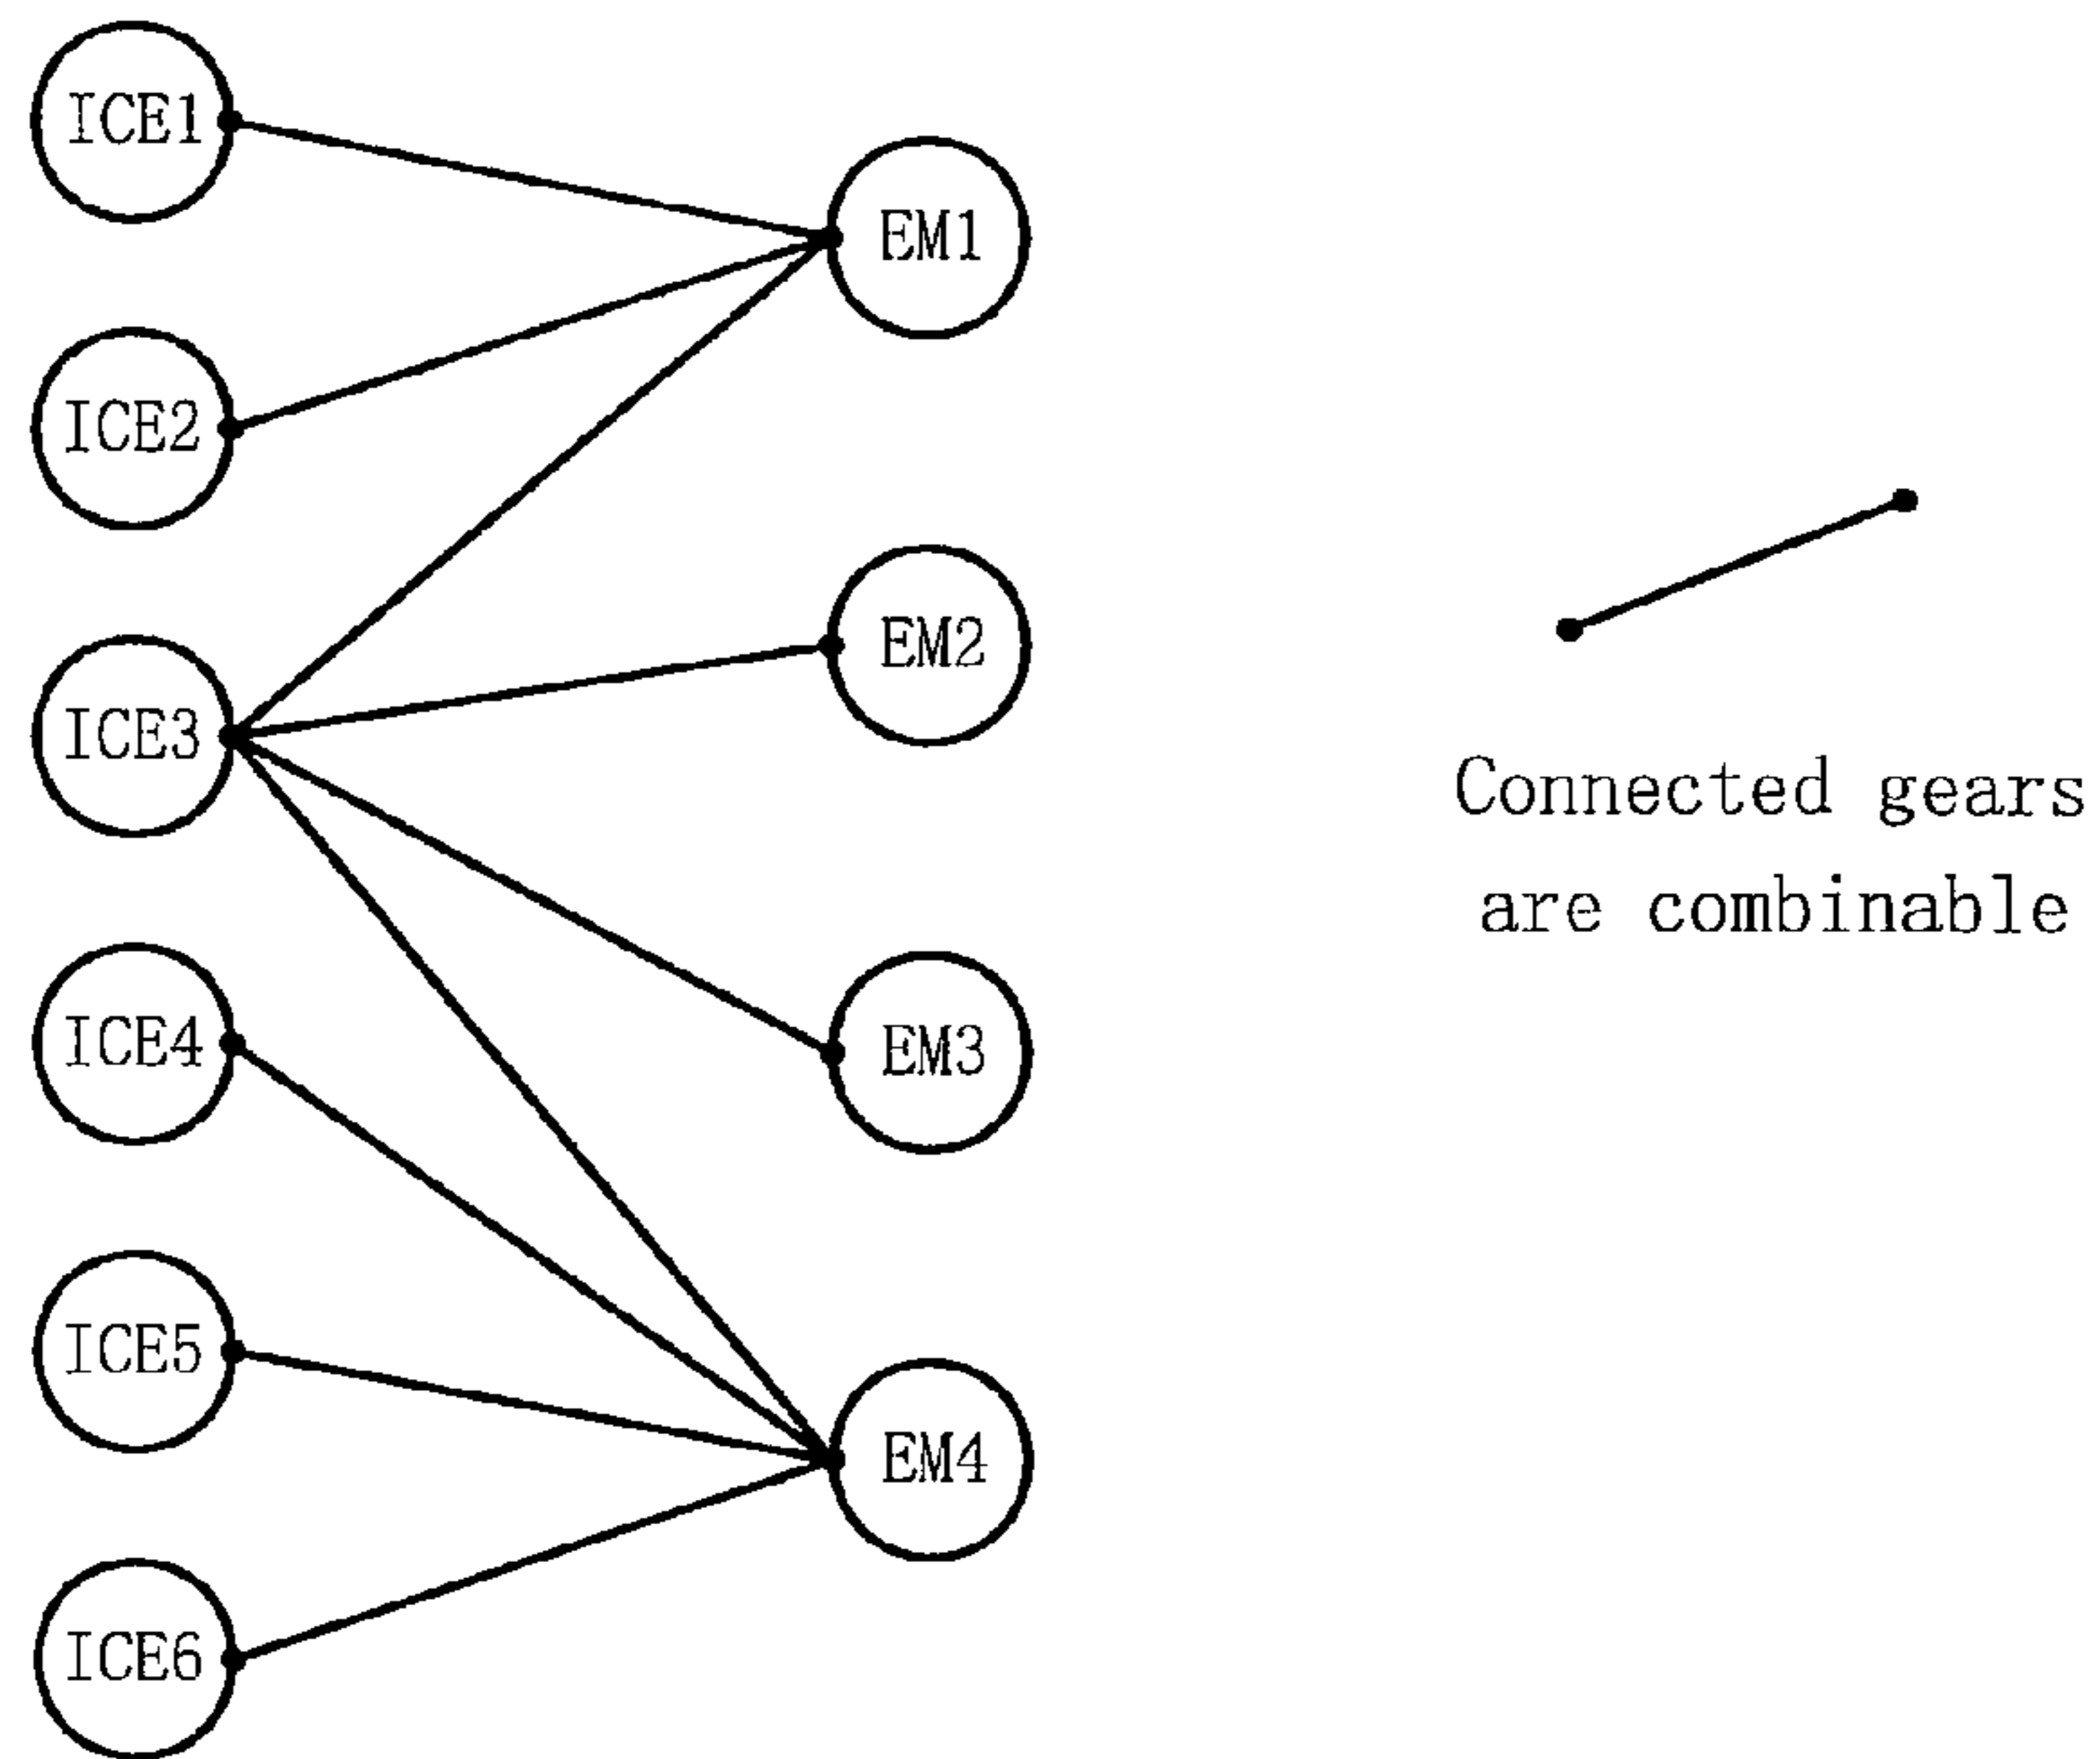 ICE1
EM1
ICE2
EM2
ICE3
Connected gears
are combinable
ICE4
EM3
ICE5
EM4
ICE6